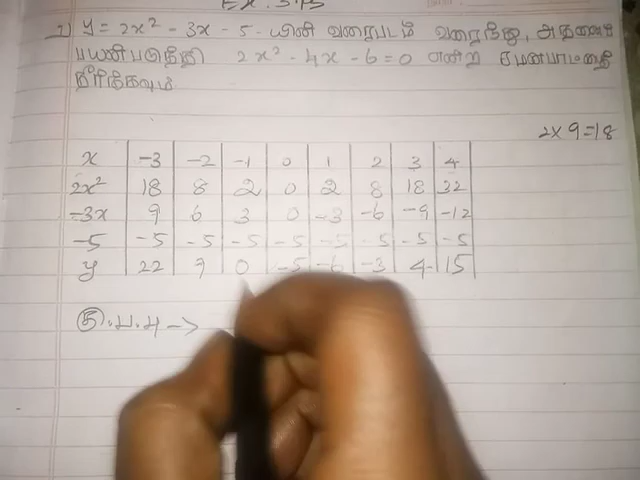 Ex. 3.15
1) y = 2x² - 3x - 5 - யின் வரைபடம் வரைந்து, அதனைப்
பயன்படுத்தி 2x² - 4x - 6 = 0 என்ற சமன்பாட்டைத்
தீர்க்கவும்
2 x 9 = 18
x -3 -2 -1 0 1 2 3 4
2x² 18 8 2 0 2 8 18 32
-3x 9 6 3 0 -3 -6 -9 -12
-5 -5 -5 -5 -5 -5 -5 -5 -5
y 22 9 0 -5 -6 -3 4 15
தீ.ப.பு →